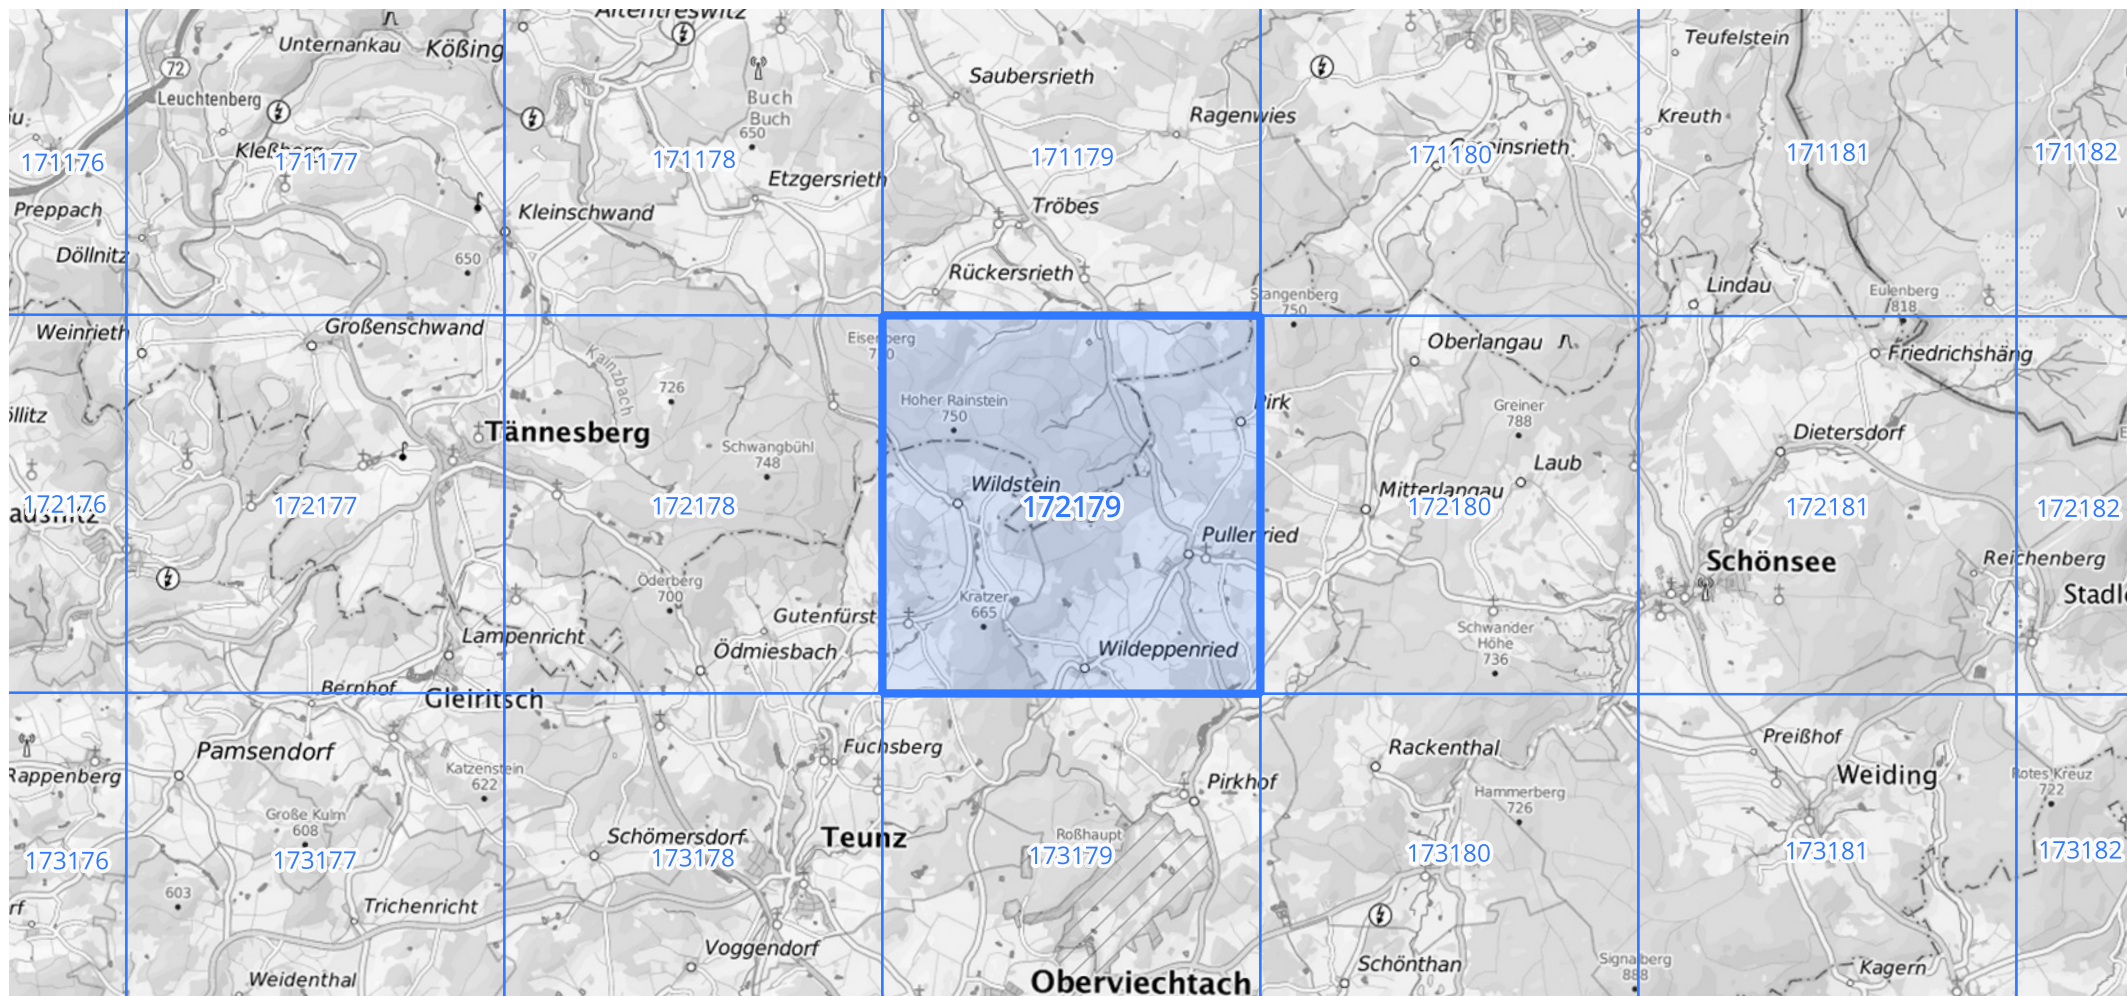 Altentreswitz
Teufelstein
Unternankau
Kößing
72
Saubersrieth
Leuchtenberg
Buch
Buch
650
Ragenwies
Kreuth
Kleßberg
171176
171177
171178
171179
171180
171181
171182
Etzgersrieth
Preppach
Kleinschwand
Tröbes
Döllnitz
650
Rückersrieth
Lindau
Stangenberg
750
Eulenberg
818
Weinrieth
Großenschwand
Oberlangau
Friedrichshäng
Kainzbach
726
Hoher Rainstein
750
Greiner
788
Tännesberg
Schwangbühl
748
Dietersdorf
Laub
Wildstein
Mitterlangau
172176
172177
172178
172179
172180
172181
172182
Pullenried
Schönsee
Reichenberg
Öderberg
700
Kratzer
665
Gutenfürst
Lampenricht
Ödmiesbach
Wildeppenried
Schwander
Höhe
736
Bernhof
Gleiritsch
Pamsendorf
Fuchsberg
Rackenthal
Preißhof
Rappenberg
Katzenstein
622
Pirkhof
Weiding
Rotes Kreuz
722
Hammerberg
726
Große Kulm
608
Schömersdorf
Teunz
Roßhaupt
173176
173177
173178
173179
173180
173181
173182
603
Trichenricht
Voggendorf
Weidenthal
Oberviechtach
Schönthan
Signalberg
888
Kagern